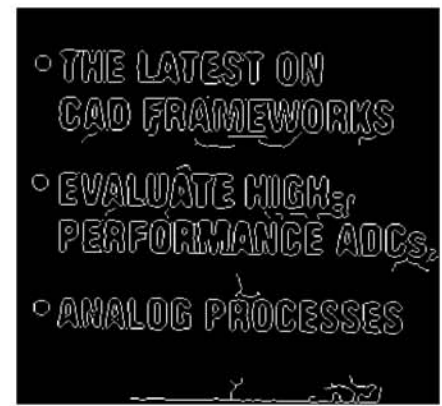 • THE LATEST ON
CAD FRAMEWORKS
• EVALUATE HIGH-
PERFORMANCE ADCs,
• ANALOG PROCESSES